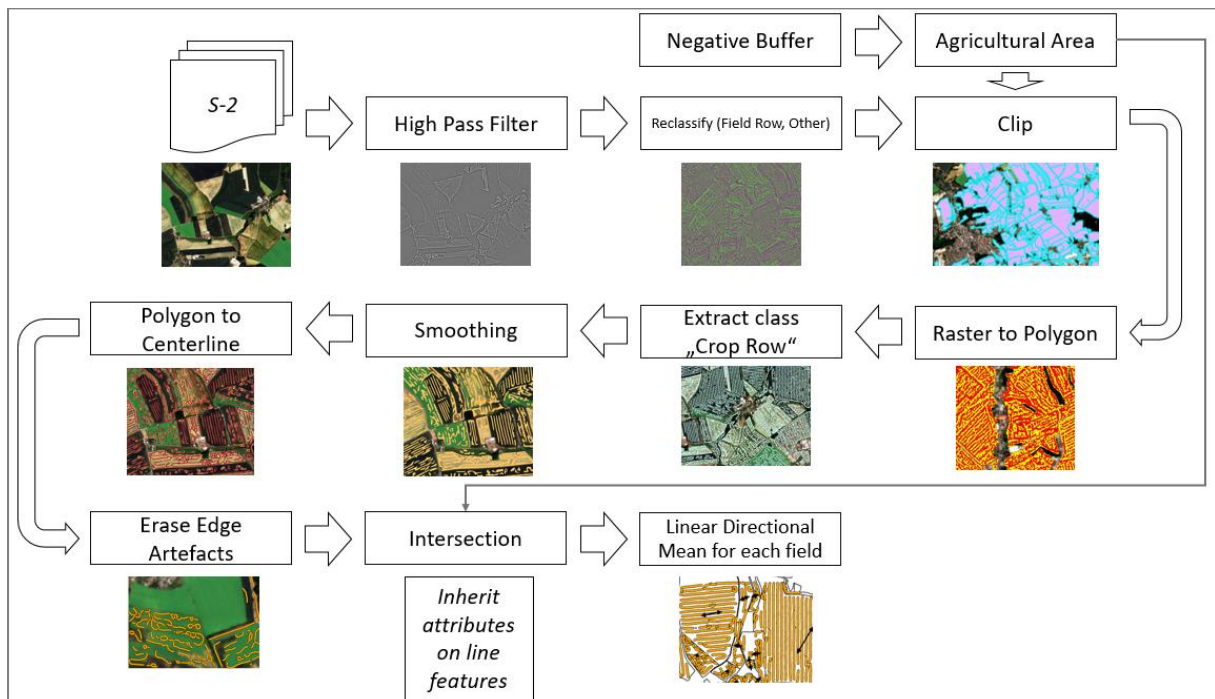 Negative Buffer
Agricultural Area
S-2
High Pass Filter
Reclassify (Field Row, Other)
Clip
Polygon to
Centerline
Smoothing
Extract class
„Crop Row“
Raster to Polygon
Erase Edge
Artefacts
Intersection
Linear Directional
Mean for each field
Inherit
attributes
on line
features